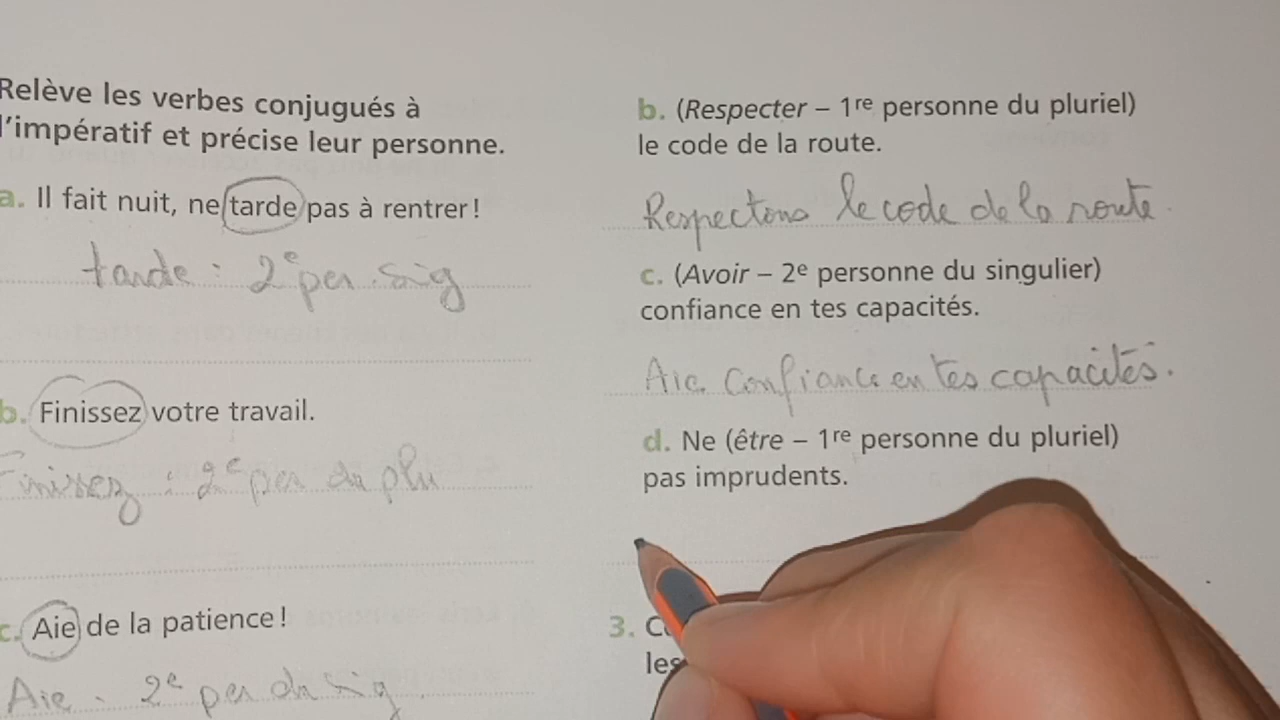 Relève les verbes conjugués à
l'impératif et précise leur personne.
a. Il fait nuit, ne tarde pas à rentrer !
tarde : 2e per. sig
b. Finissez votre travail.
Finissez : 2e per du plu
c. Aie de la patience !
Aie. 2e per du sig.
b. (Respecter – 1re personne du pluriel)
le code de la route.
Respectons le code de la route.
c. (Avoir – 2e personne du singulier)
confiance en tes capacités.
Aie confiance en tes capacités.
d. Ne (être – 1re personne du pluriel)
pas imprudents.
3.
les